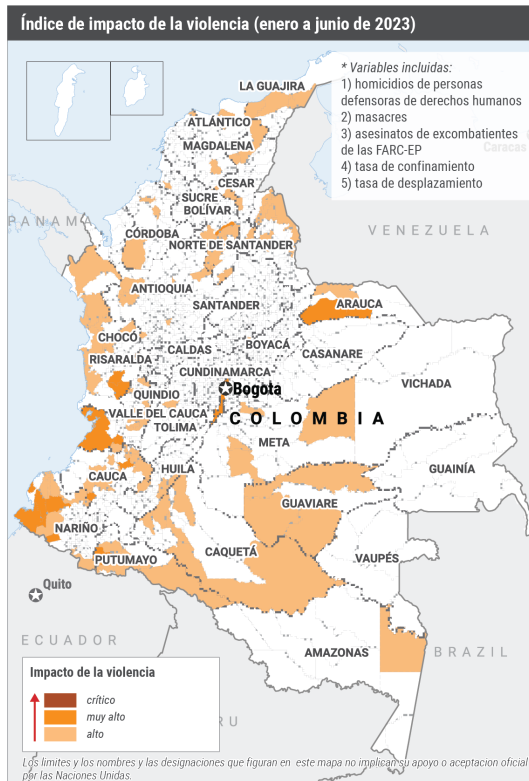 Índice de impacto de la violencia (enero a junio de 2023)
* Variables incluidas:
1) homicidios de personas
defensoras de derechos humanos
2) masacres
3) asesinatos de excombatientes
de las FARC-EP
4) tasa de confinamiento
5) tasa de desplazamiento
Caracas
LA GUAJIRA
ATLÁNTICO
MAGDALENA
CESAR
SUCRE
BOLÍVAR
PANAMA
VENEZUELA
CÓRDOBA
NORTE DE SANTANDER
ANTIOQUIA
SANTANDER
ARAUCA
CHOCÓ
BOYACÁ
RISARALDA
CALDAS
CASANARE
CUNDINAMARCA
VICHADA
Bogotá
QUINDIO
VALLE DEL CAUCA
COLOMBIA
TOLIMA
META
HUILA
GUAINÍA
CAUCA
GUAVIARE
NARIÑO
CAQUETÁ
VAUPÉS
PUTUMAYO
Quito
ECUADOR
AMAZONAS
BRAZIL
Impacto de la violencia
crítico
muy alto
alto
RU
Los limites y los nombres y las designaciones que figuran en este mapa no implican su apoyo o aceptacion oficial
por las Naciones Unidas.